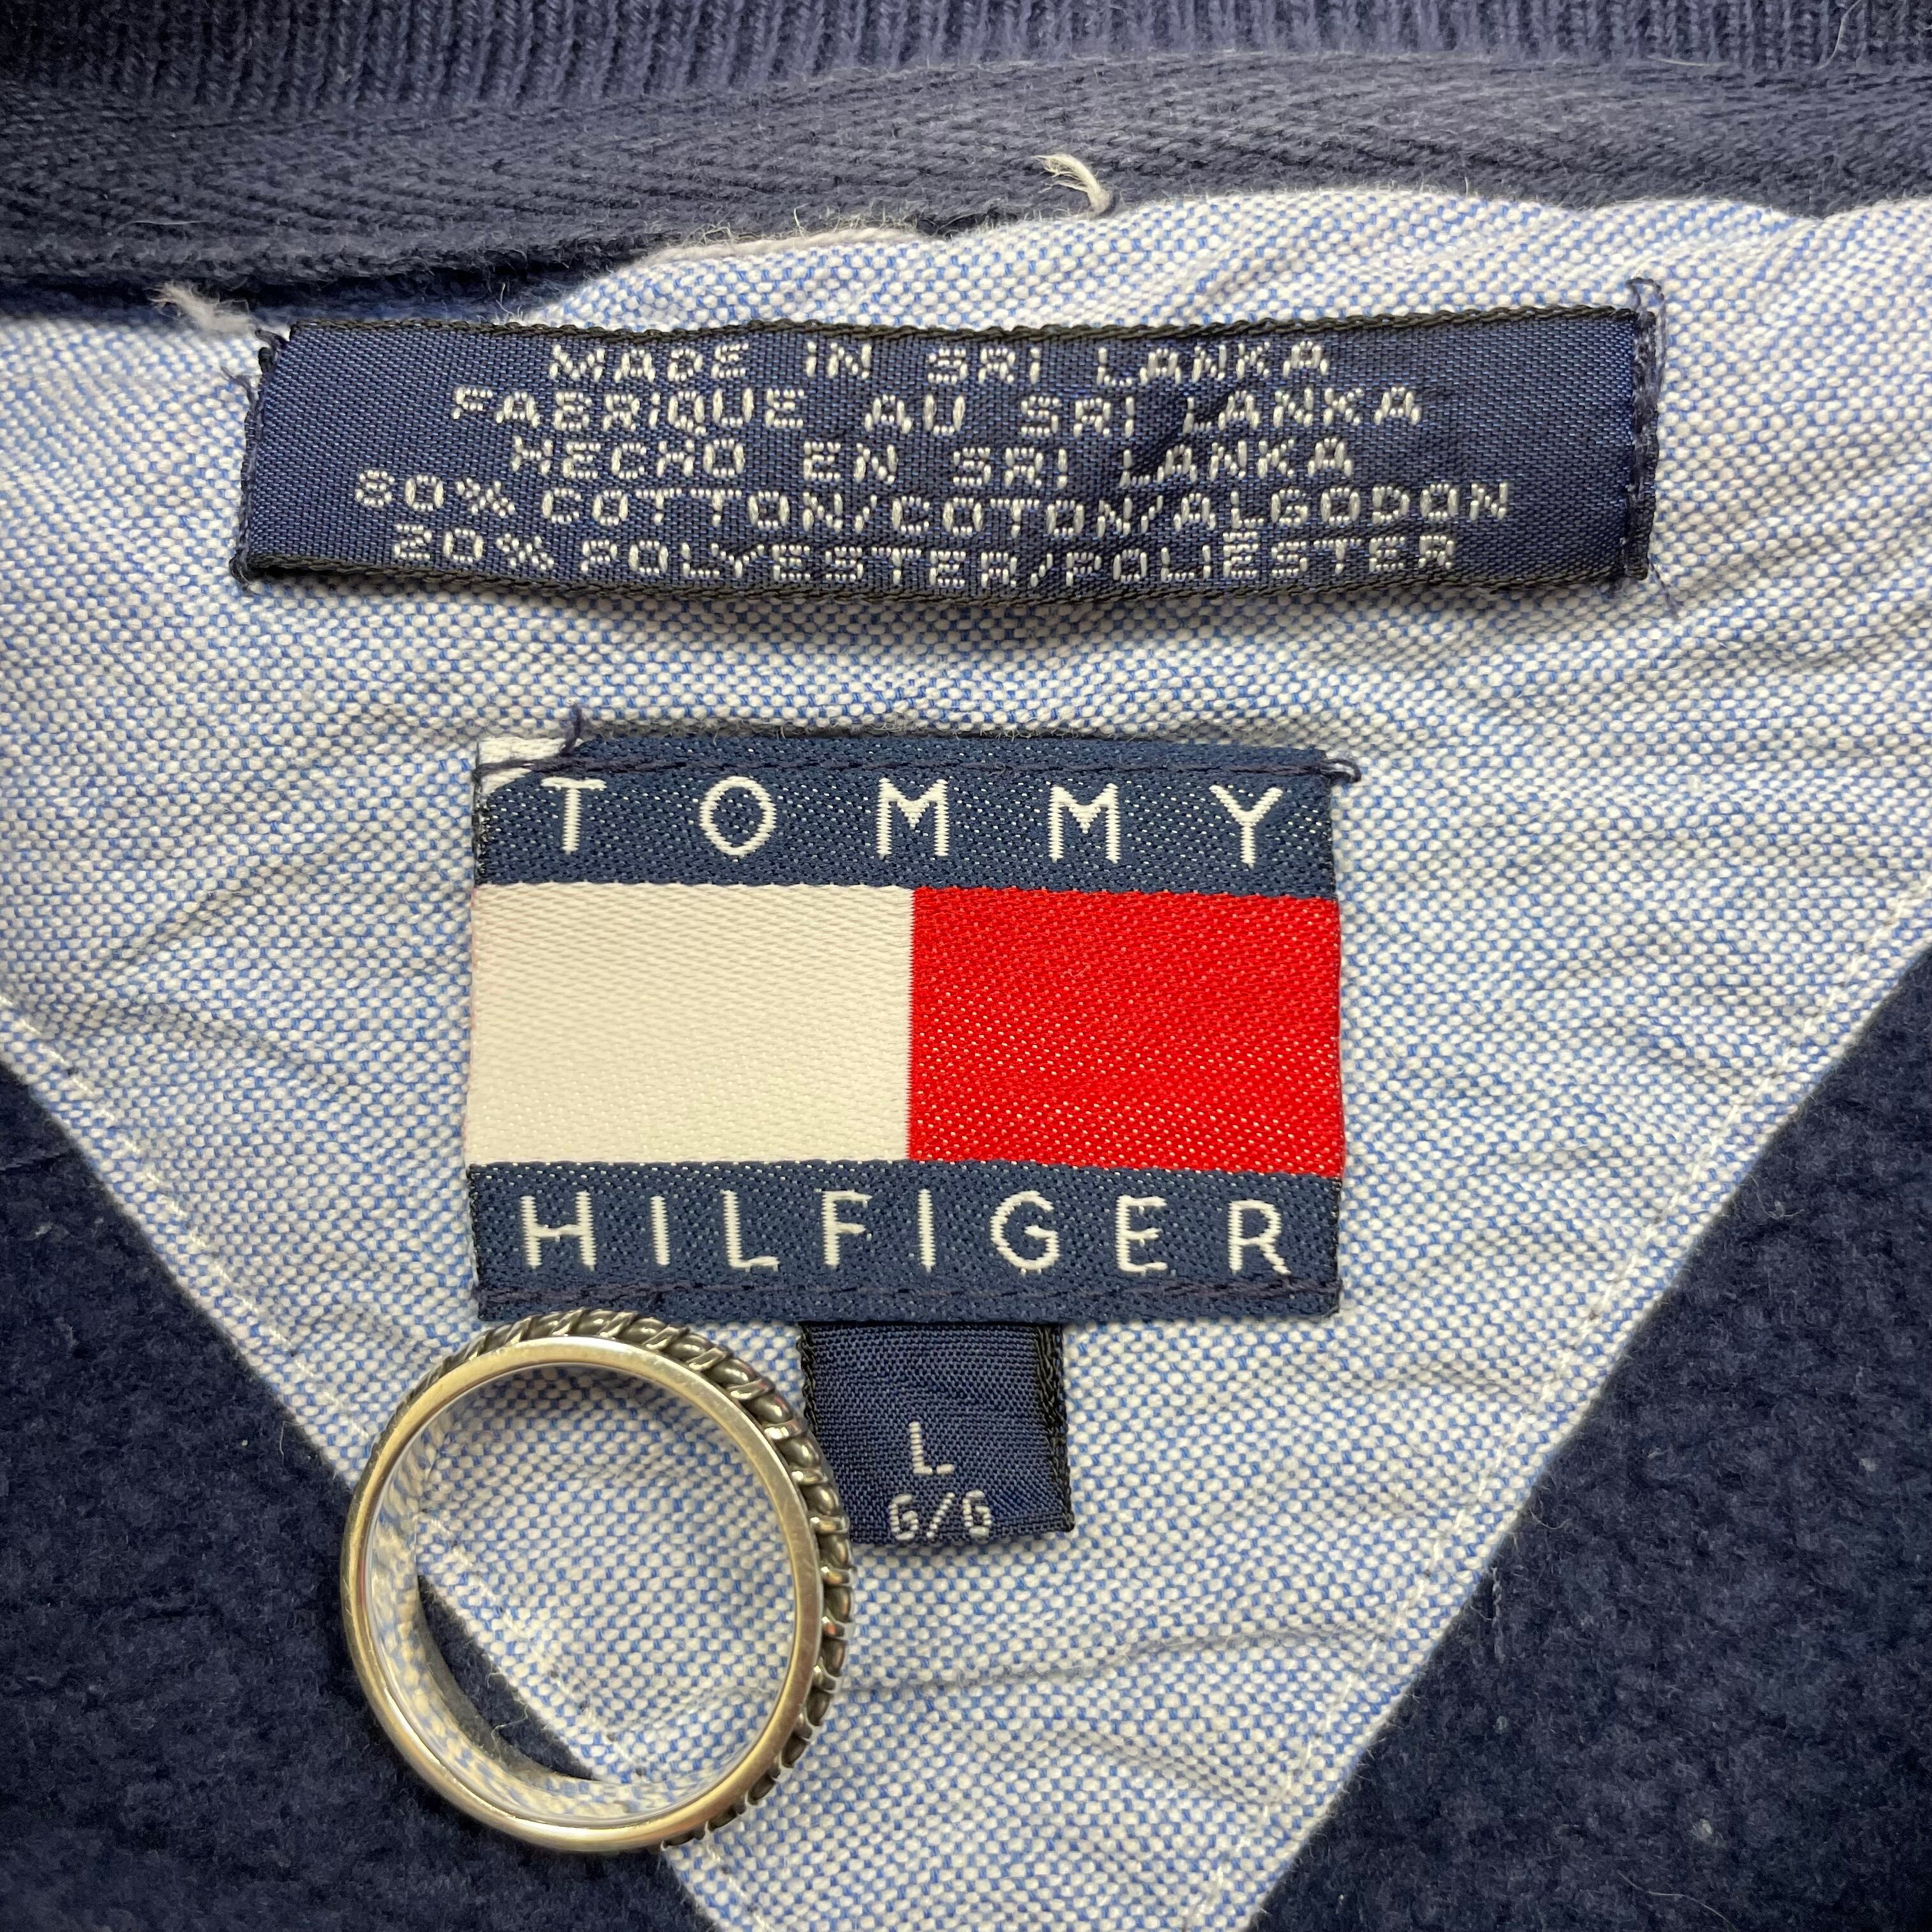 MADE IN SRI LANKA
FABRIQUE AU SRI LANKA
HECHO EN SRI LANKA
80% COTTON/COTON/ALGODON
20% POLYESTER/POLIÉSTER
TOMMY
HILFIGER
L
G/G